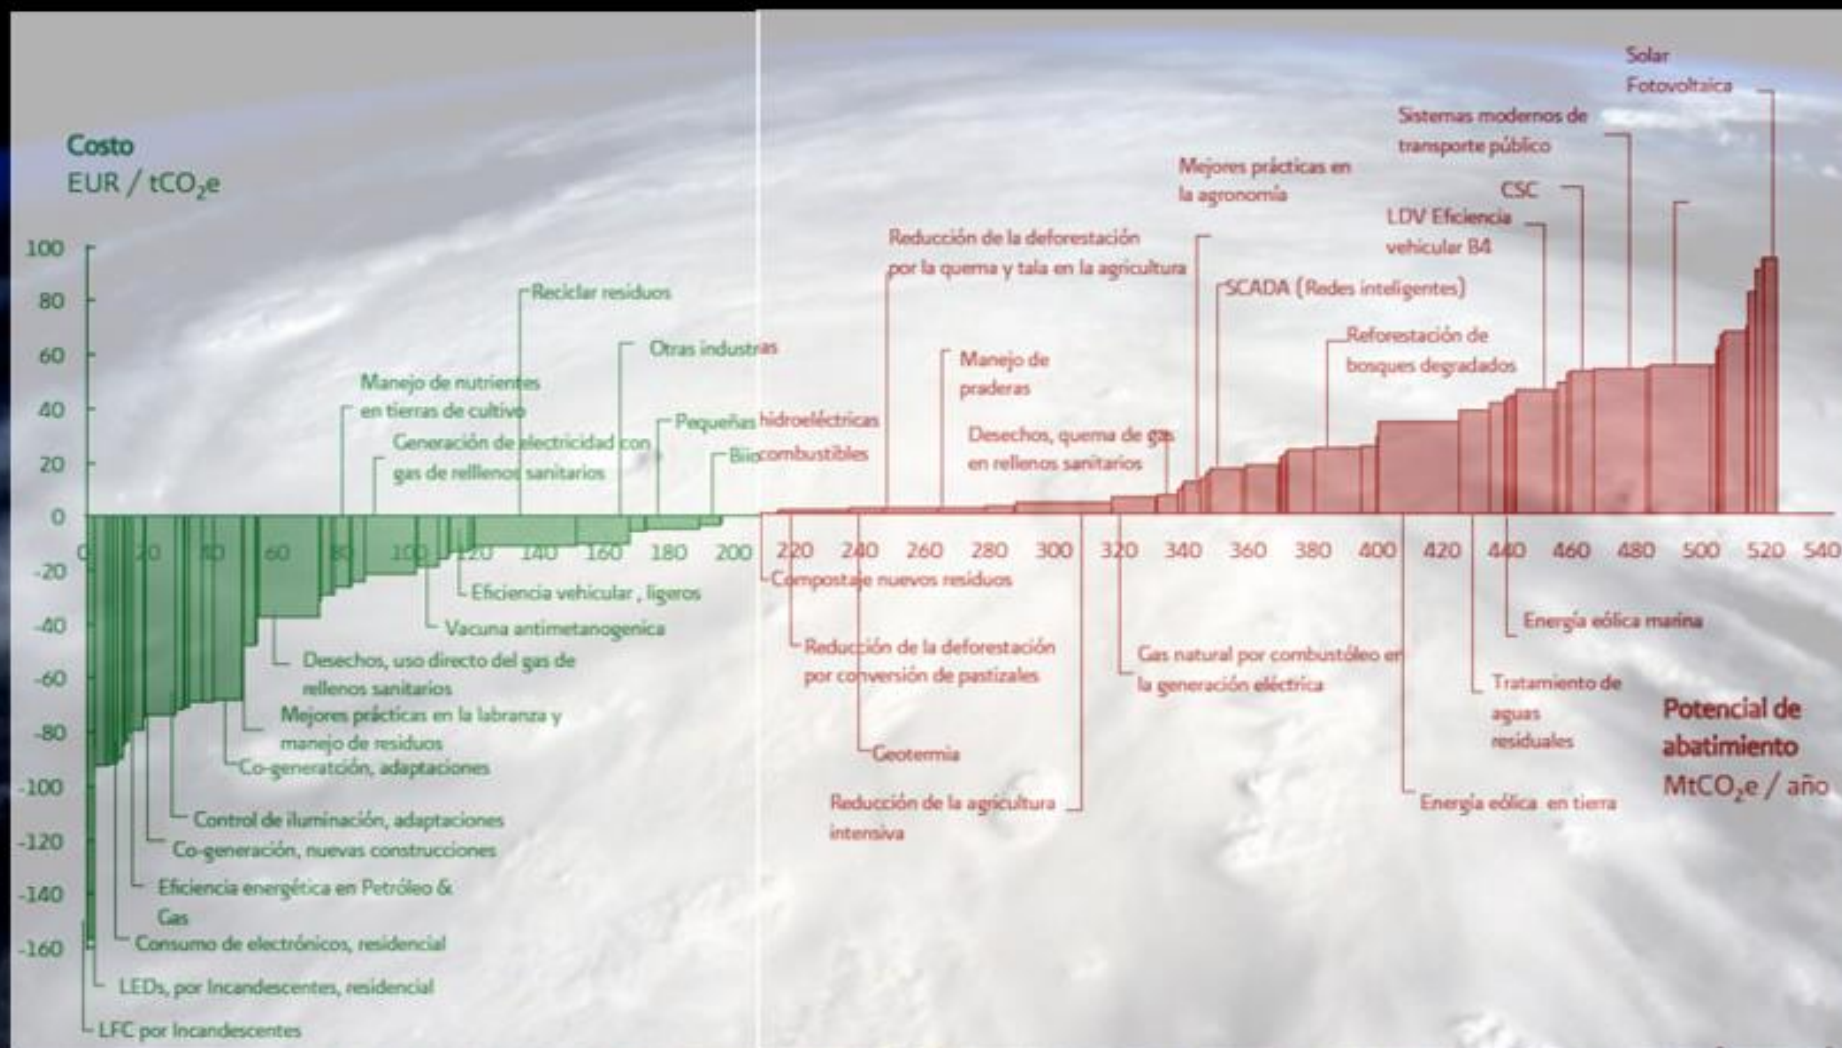 Costo
EUR / tCO₂e
100
80
60
40
20
0
-20
-40
-60
-80
-100
-120
-140
-160
Solar
Fotovoltaica
Sistemas modernos de
transporte público
Mejores prácticas en
la agronomía
CSC
LDV Eficiencia
vehicular B4
Reducción de la deforestación
por la quema y tala en la agricultura
SCADA (Redes inteligentes)
Reciclar residuos
Otras industrias
Reforestación de
bosques degradados
Manejo de
praderas
Manejo de nutrientes
en tierras de cultivo
Pequeñas hidroeléctricas
Generación de electricidad con
gas de relllenos sanitarios
Biiocombustibles
Desechos, quema de gas
en rellenos sanitarios
0 20 40 60 80 100 120 140 160 180 200 220 240 260 280 300 320 340 360 380 400 420 440 460 480 500 520 540
Compostaje nuevos residuos
Eficiencia vehicular , ligeros
Vacuna antimetanogenica
Energía eólica marina
Reducción de la deforestación
por conversión de pastizales
Gas natural por combustóleo en
la generación eléctrica
Desechos, uso directo del gas de
rellenos sanitarios
Tratamiento de
aguas
residuales
Mejores prácticas en la labranza y
manejo de residuos
Potencial de
abatimiento
MtCO₂e / año
Geotermia
Co-generatción, adaptaciones
Reducción de la agricultura
intensiva
Energía eólica en tierra
Control de iluminación, adaptaciones
Co-generación, nuevas construcciones
Eficiencia energética en Petróleo &
Gas
Consumo de electrónicos, residencial
LEDs, por Incandescentes, residencial
LFC por Incandescentes